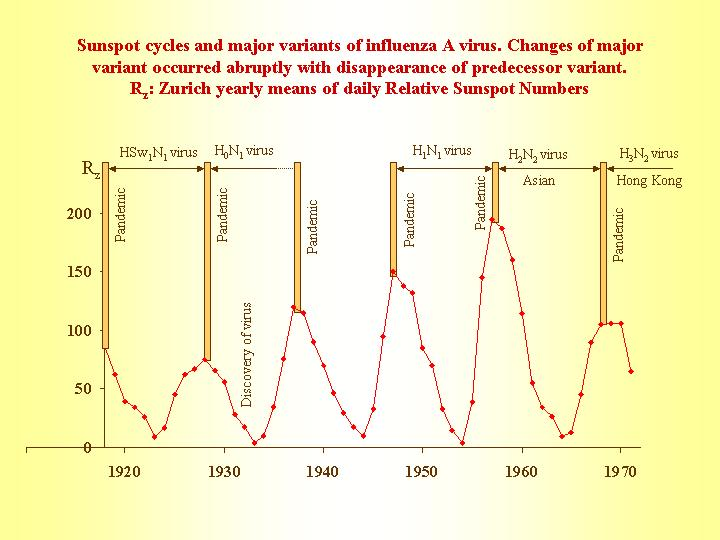 Sunspot cycles and major variants of influenza A virus. Changes of major
variant occurred abruptly with disappearance of predecessor variant.
Rz: Zurich yearly means of daily Relative Sunspot Numbers
HSw1N1 virus
H0N1 virus
H1N1 virus
H2N2 virus
H3N2 virus
Rz
Asian
Hong Kong
Pandemic
Pandemic
Pandemic
Pandemic
Pandemic
Pandemic
Discovery of virus
200
150
100
50
0
1920
1930
1940
1950
1960
1970